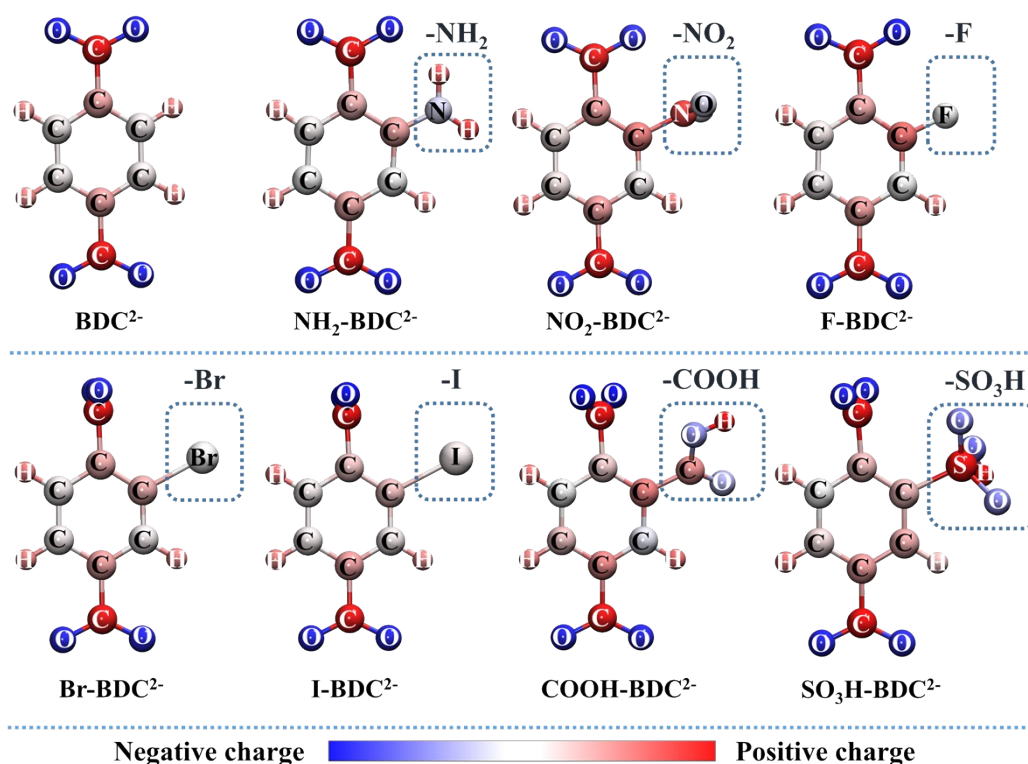 -NH₂ -NO₂ -F
O O O O O O O O
C C C C
H
C H C N C N O C F
H C C H H C C H H C C H C C
H C C H H C C H H C C H H C C H
C C C C
C C C C
O O O O O O O O
BDC²⁻ NH₂-BDC²⁻ NO₂-BDC²⁻ F-BDC²⁻
-Br -I -COOH -SO₃H
O O O O O O
C C C C O
O H O
C Br C I C C C S H
H C C H C C H C C O H C C O
H C C H H C C H H C C H H C C H
C C C C
C C C C
O O O O O O O O
Br-BDC²⁻ I-BDC²⁻ COOH-BDC²⁻ SO₃H-BDC²⁻
Negative charge Positive charge